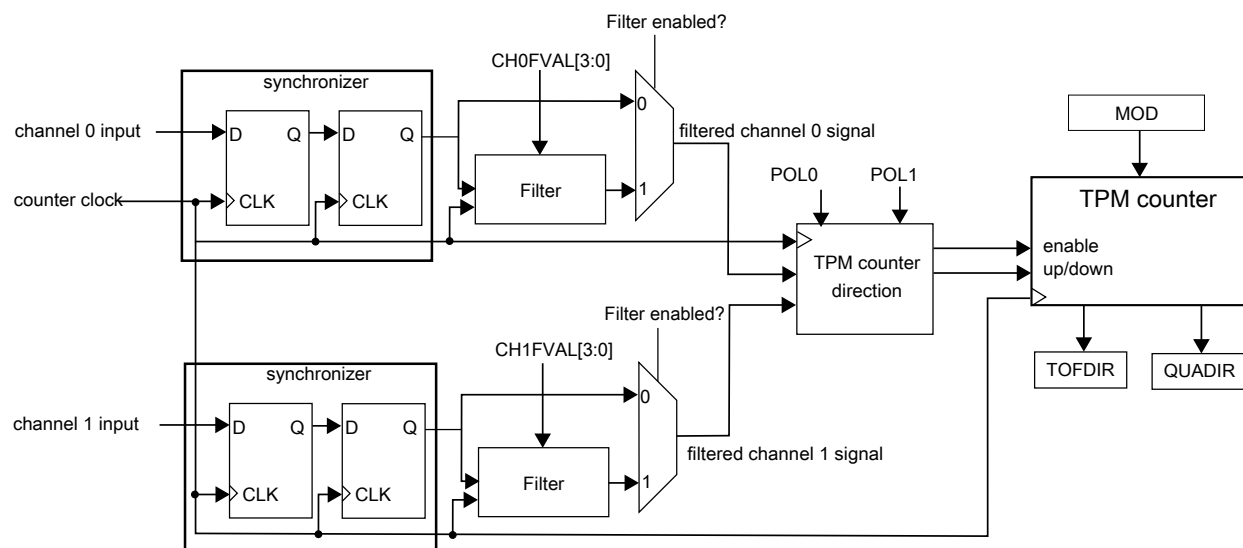 Filter enabled?
CH0FVAL[3:0]
synchronizer
0
channel 0 input
D Q D Q
filtered channel 0 signal
MOD
Filter
1
POL0 POL1
counter clock
CLK CLK
TPM counter
enable
up/down
TPM counter
direction
Filter enabled?
CH1FVAL[3:0]
TOFDIR QUADIR
synchronizer
0
channel 1 input
D Q D Q
filtered channel 1 signal
Filter
1
CLK CLK